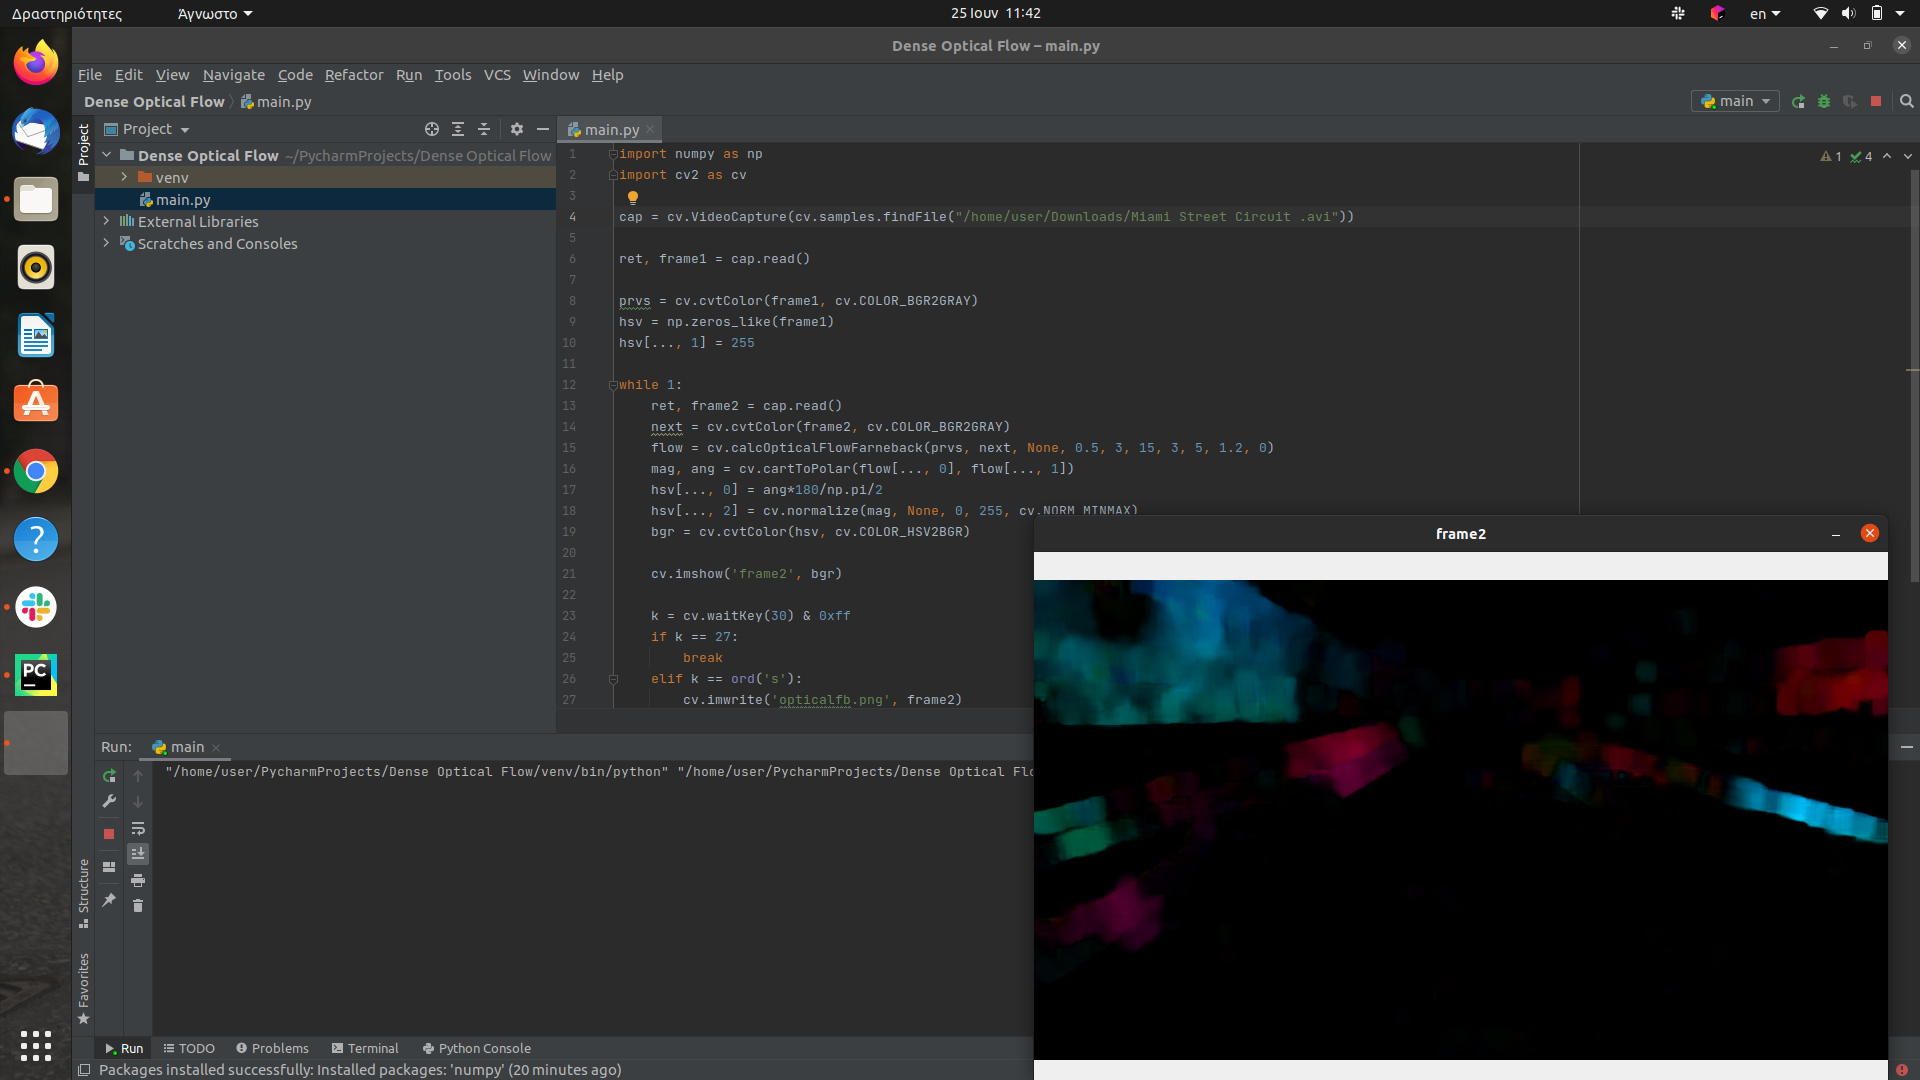 Δραστηριότητες
Άγνωστο
25 Ιουν 11:42
en
Dense Optical Flow – main.py
File Edit View Navigate Code Refactor Run Tools VCS Window Help
Dense Optical Flow main.py
main
Project
Project
main.py
Dense Optical Flow ~/PycharmProjects/Dense Optical Flow
venv
main.py
External Libraries
Scratches and Consoles
1 4
1 import numpy as np
2 import cv2 as cv
3
4 cap = cv.VideoCapture(cv.samples.findFile("/home/user/Downloads/Miami Street Circuit .avi"))
5
6 ret, frame1 = cap.read()
7
8 prvs = cv.cvtColor(frame1, cv.COLOR_BGR2GRAY)
9 hsv = np.zeros_like(frame1)
10 hsv[..., 1] = 255
11
12 while 1:
13 ret, frame2 = cap.read()
14 next = cv.cvtColor(frame2, cv.COLOR_BGR2GRAY)
15 flow = cv.calcOpticalFlowFarneback(prvs, next, None, 0.5, 3, 15, 3, 5, 1.2, 0)
16 mag, ang = cv.cartToPolar(flow[..., 0], flow[..., 1])
17 hsv[..., 0] = ang*180/np.pi/2
18 hsv[..., 2] = cv.normalize(mag, None, 0, 255, cv.NORM_MINMAX)
19 bgr = cv.cvtColor(hsv, cv.COLOR_HSV2BGR)
20
21 cv.imshow('frame2', bgr)
22
23 k = cv.waitKey(30) & 0xff
24 if k == 27:
25 break
26 elif k == ord('s'):
27 cv.imwrite('opticalfb.png', frame2)
frame2
PC
Run: main
"/home/user/PycharmProjects/Dense Optical Flow/venv/bin/python" "/home/user/PycharmProjects/Dense Optical Flo
Structure
Favorites
Run TODO Problems Terminal Python Console
Packages installed successfully: Installed packages: 'numpy' (20 minutes ago)